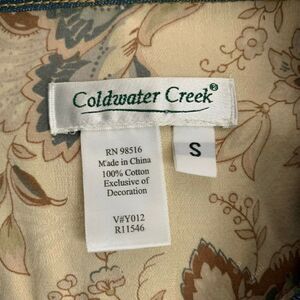 Coldwater Creek®
S
RN 98516
Made in China
100% Cotton
Exclusive of
Decoration
V#Y012
R11546